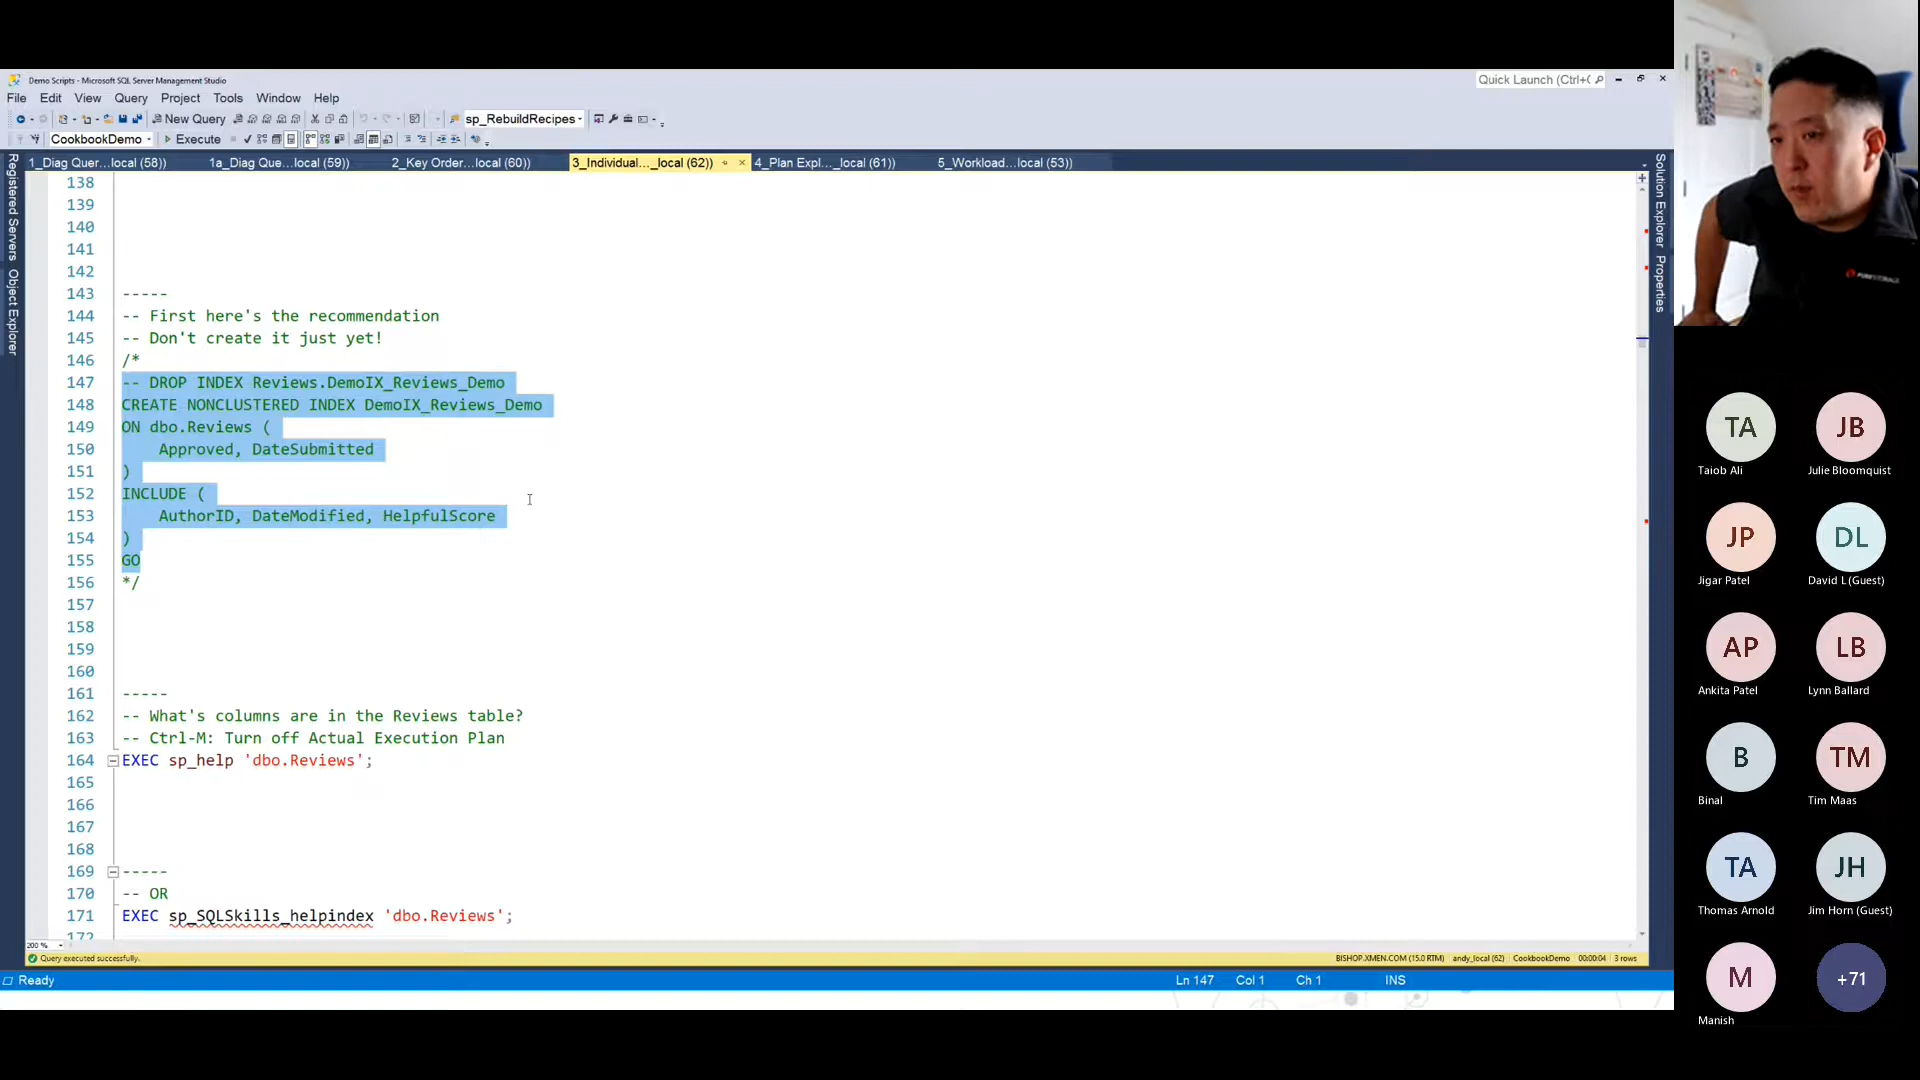 Demo Scripts - Microsoft SQL Server Management Studio
Quick Launch (Ctrl+(
File Edit View Query Project Tools Window Help
New Query
sp_RebuildRecipes
CookbookDemo
Execute
1_Diag Quer...local (58))
1a_Diag Que...local (59))
2_Key Order...local (60))
3_Individual..._local (62))
4_Plan Expl..._local (61))
5_Workload...local (53))
Registered Servers
Object Explorer
Solution Explorer
Properties
138
139
140
141
142
143 -----
144 -- First here's the recommendation
145 -- Don't create it just yet!
146 /*
147 -- DROP INDEX Reviews.DemoIX_Reviews_Demo
148 CREATE NONCLUSTERED INDEX DemoIX_Reviews_Demo
149 ON dbo.Reviews (
150 Approved, DateSubmitted
151 )
152 INCLUDE (
153 AuthorID, DateModified, HelpfulScore
154 )
155 GO
156 */
157
158
159
160
161 -----
162 -- What's columns are in the Reviews table?
163 -- Ctrl-M: Turn off Actual Execution Plan
164 EXEC sp_help 'dbo.Reviews';
165
166
167
168
169 -----
170 -- OR
171 EXEC sp_SQLSkills_helpindex 'dbo.Reviews';
172
200 %
Query executed successfully.
BISHOP.XMEN.COM (15.0 RTM) andy_local (62) CookbookDemo 00:00:04 3 rows
Ready
Ln 147 Col 1 Ch 1 INS
TA JB
Taiob Ali Julie Bloomquist
JP DL
Jigar Patel David L (Guest)
AP LB
Ankita Patel Lynn Ballard
B TM
Binal Tim Maas
TA JH
Thomas Arnold Jim Horn (Guest)
M +71
Manish